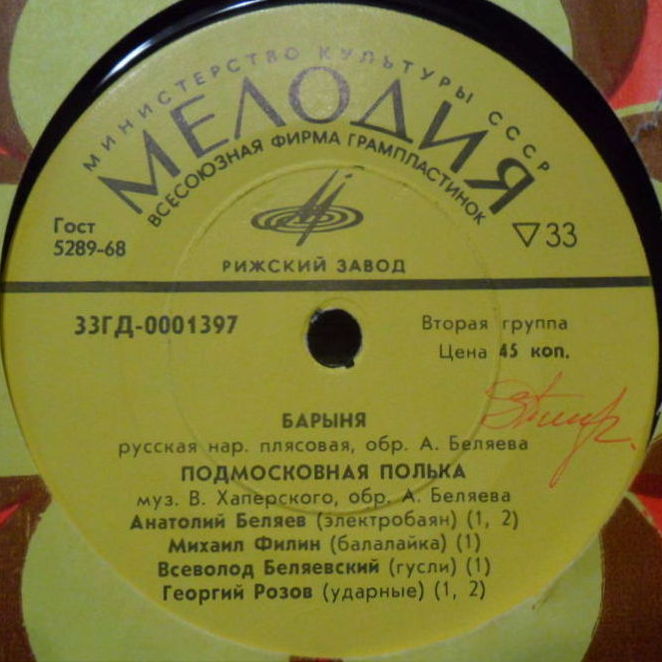 МИНИСТЕРСТВО КУЛЬТУРЫ СССР
МЕЛОДИЯ
ВСЕСОЮЗНАЯ ФИРМА ГРАМПЛАСТИНОК
Гост
5289-68
▽33
РИЖСКИЙ ЗАВОД
33ГД-0001397
Вторая группа
Цена 45 коп.
БАРЫНЯ
русская нар. плясовая, обр. А. Беляева
ПОДМОСКОВНАЯ ПОЛЬКА
муз. В. Хаперского, обр. А. Беляева
Анатолий Беляев (электробаян) (1, 2)
Михаил Филин (балалайка) (1)
Всеволод Беляевский (гусли) (1)
Георгий Розов (ударные) (1, 2)